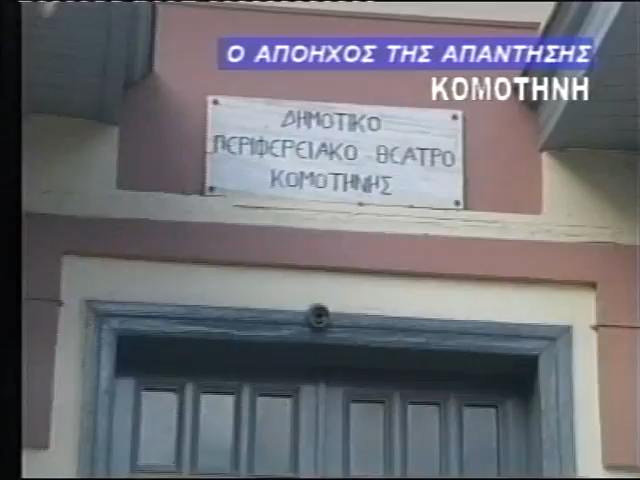 Ο ΑΠΟΗΧΟΣ ΤΗΣ ΑΠΑΝΤΗΣΗΣ
ΚΟΜΟΤΗΝΗ
ΔΗΜΟΤΙΚΟ
ΠΕΡΙΦΕΡΕΙΑΚΟ ΘΕΑΤΡΟ
ΚΟΜΟΤΗΝΗΣ